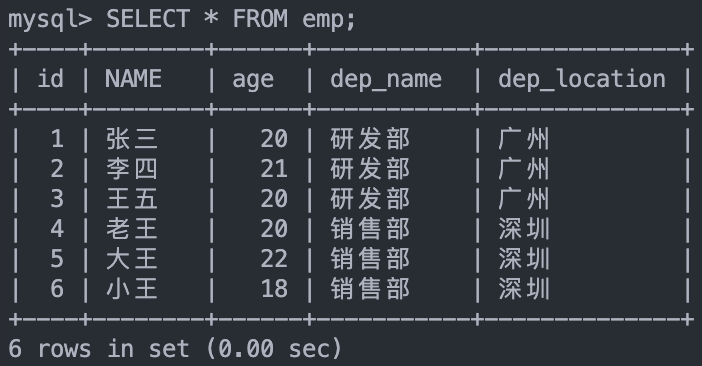 mysql> SELECT * FROM emp;
+----+--------+------+----------+--------------+
| id | NAME | age | dep_name | dep_location |
+----+--------+------+----------+--------------+
| 1 | 张三 | 20 | 研发部 | 广州 |
| 2 | 李四 | 21 | 研发部 | 广州 |
| 3 | 王五 | 20 | 研发部 | 广州 |
| 4 | 老王 | 20 | 销售部 | 深圳 |
| 5 | 大王 | 22 | 销售部 | 深圳 |
| 6 | 小王 | 18 | 销售部 | 深圳 |
+----+--------+------+----------+--------------+
6 rows in set (0.00 sec)